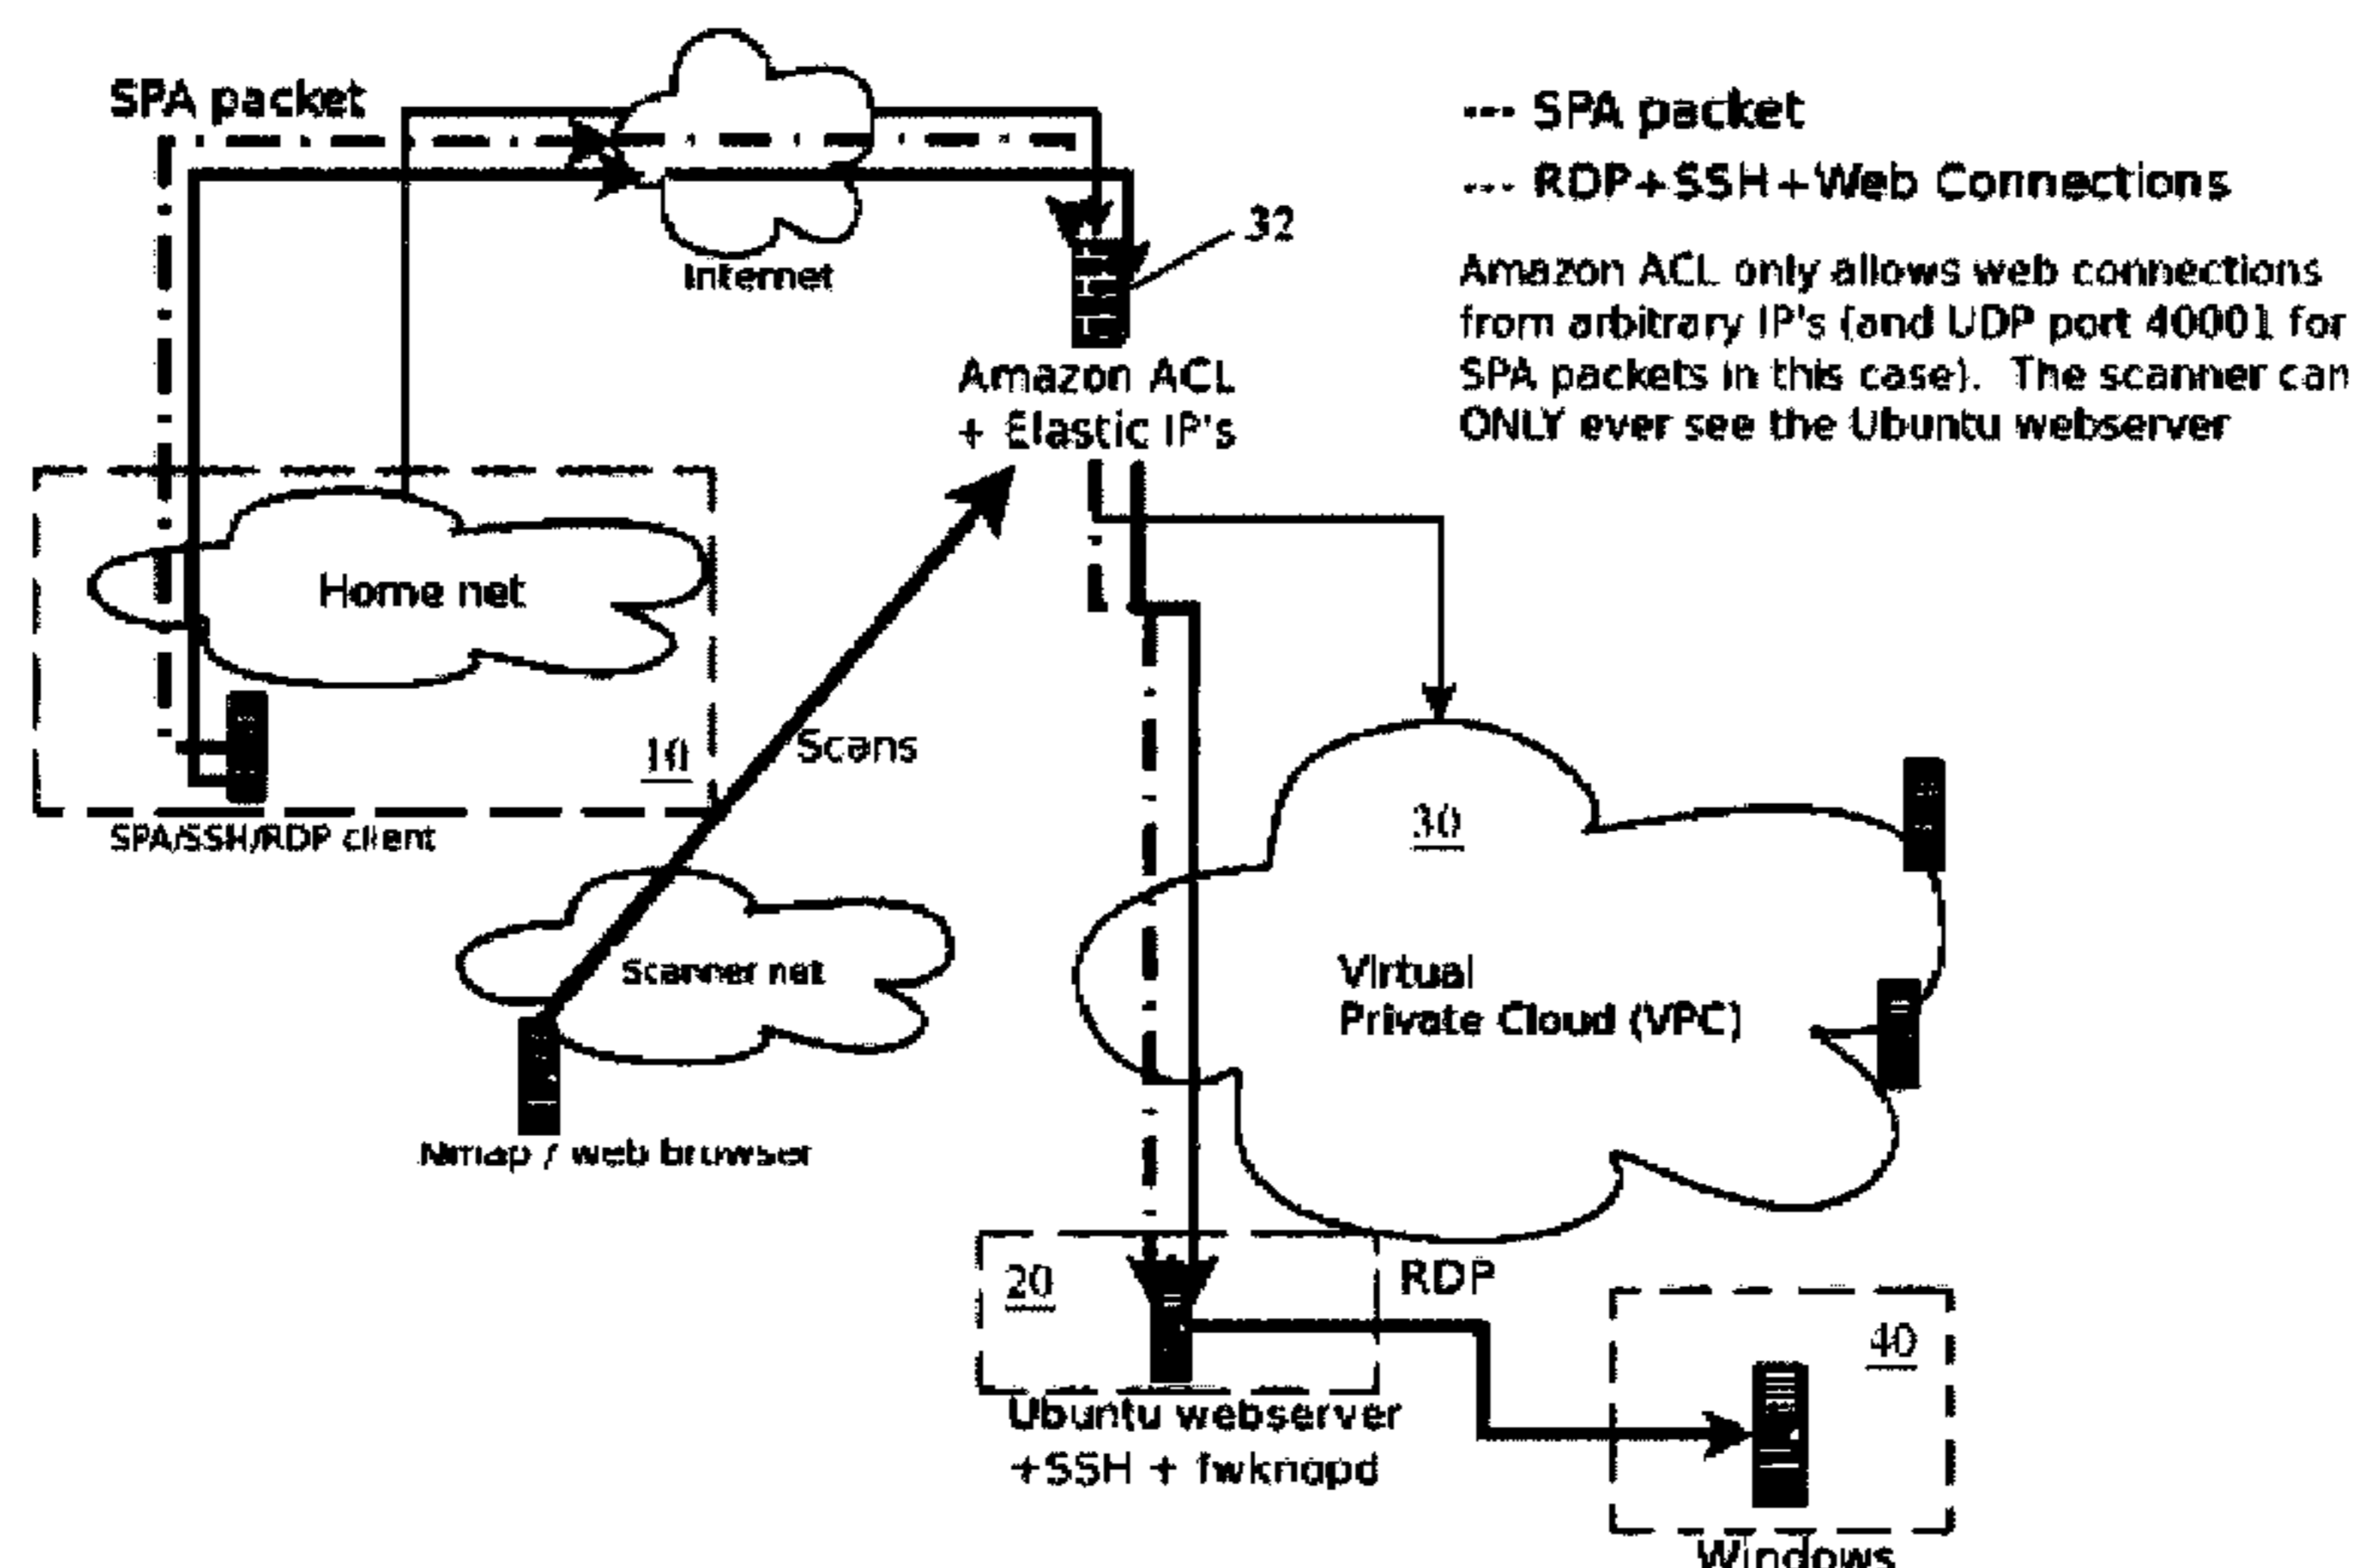 SPA packet
--- SPA packet
--- RDP+SSH+Web Connections
32
Internet
Amazon ACL only allows web connections
from arbitrary IP's (and UDP port 40001 for
SPA packets in this case). The scanner can
ONLY ever see the Ubuntu webserver
Amazon ACL
+ Elastic IP's
Home net
10
Scans
SPA/SSH/RDP client
30
Scanner net
Virtual
Private Cloud (VPC)
Nmap / web browser
20
RDP
40
Ubuntu webserver
+SSH + fwknopd
Windows